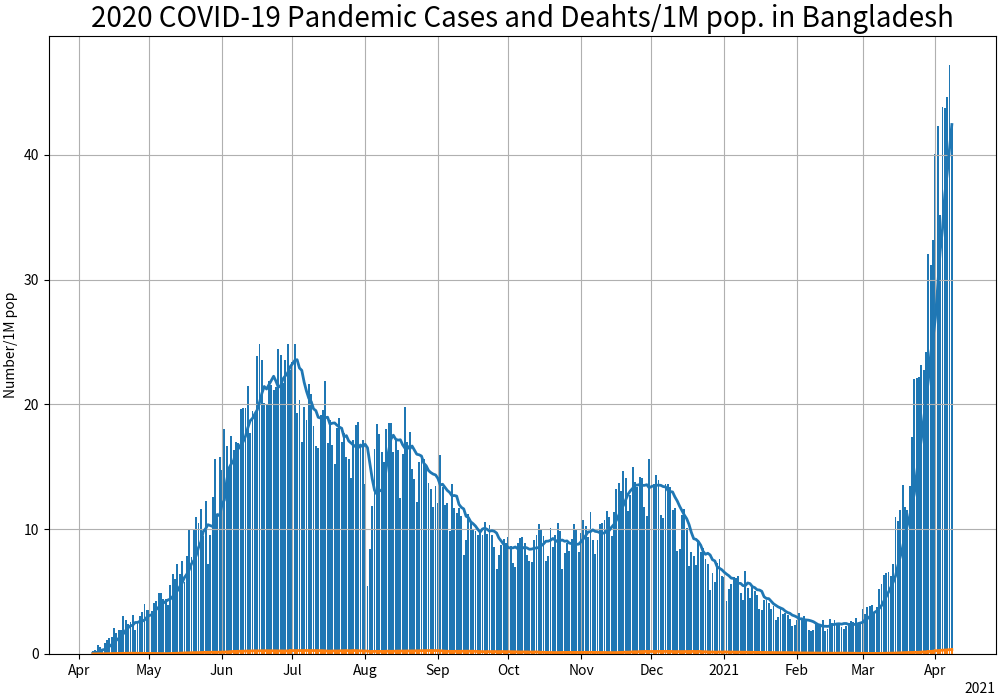 2020 COVID-19 Pandemic Cases and Deahts/1M pop. in Bangladesh
Number/1M pop
40
30
20
10
0
Apr May Jun Jul Aug Sep Oct Nov Dec 2021 Feb Mar Apr
2021